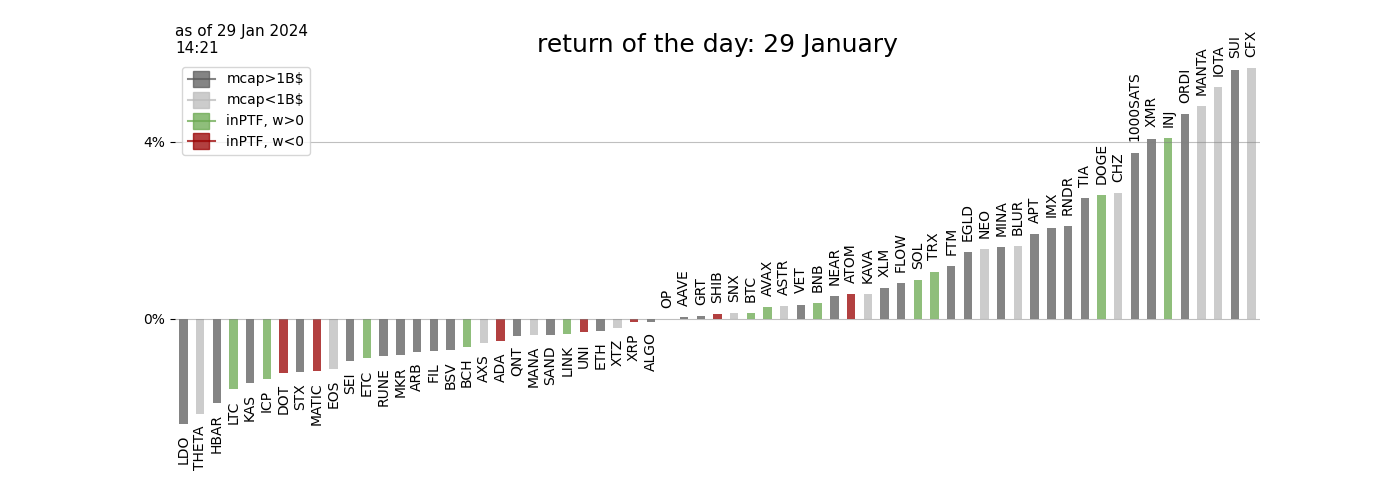 as of 29 Jan 2024
14:21
return of the day: 29 January
mcap>1B$
mcap<1B$
inPTF, w>0
inPTF, w<0
4%
0%
LDO
THETA
HBAR
LTC
KAS
ICP
DOT
STX
MATIC
EOS
SEI
ETC
RUNE
MKR
ARB
FIL
BSV
BCH
AXS
ADA
QNT
MANA
SAND
LINK
UNI
ETH
XTZ
XRP
ALGO
OP
AAVE
GRT
SHIB
SNX
BTC
AVAX
ASTR
VET
BNB
NEAR
ATOM
KAVA
XLM
FLOW
SOL
TRX
FTM
EGLD
NEO
MINA
BLUR
APT
IMX
RNDR
TIA
DOGE
CHZ
1000SATS
XMR
INJ
ORDI
MANTA
IOTA
SUI
CFX